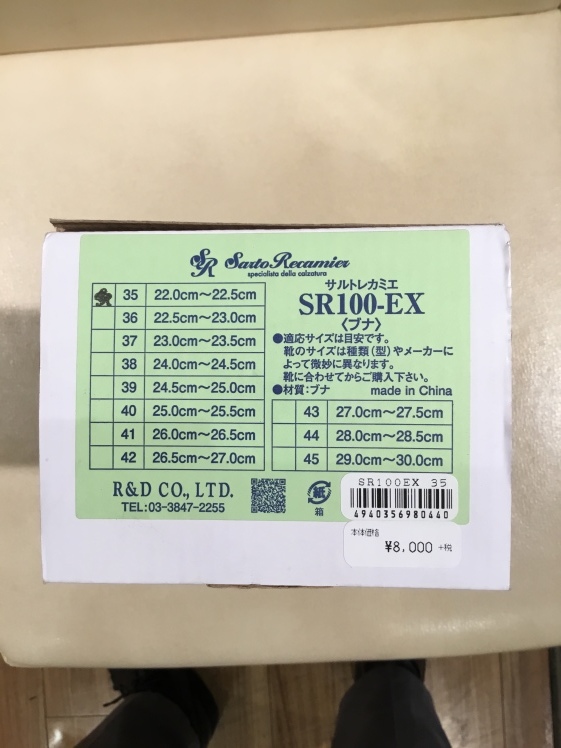 SR Sarto Recamier
specialista della calzatura
サルトレカミエ
SR100-EX
〈ブナ〉
●適応サイズは目安です。
靴のサイズは種類(型)やメーカーに
よって微妙に異なります。
靴に合わせてからご購入下さい。
●材質:ブナ made in China
35 22.0cm～22.5cm
36 22.5cm～23.0cm
37 23.0cm～23.5cm
38 24.0cm～24.5cm
39 24.5cm～25.0cm
40 25.0cm～25.5cm
41 26.0cm～26.5cm
42 26.5cm～27.0cm
43 27.0cm～27.5cm
44 28.0cm～28.5cm
45 29.0cm～30.0cm
R&D CO., LTD.
TEL:03-3847-2255
紙
箱
SR100EX 35
4940356980440
本体価格
¥8,000 +税